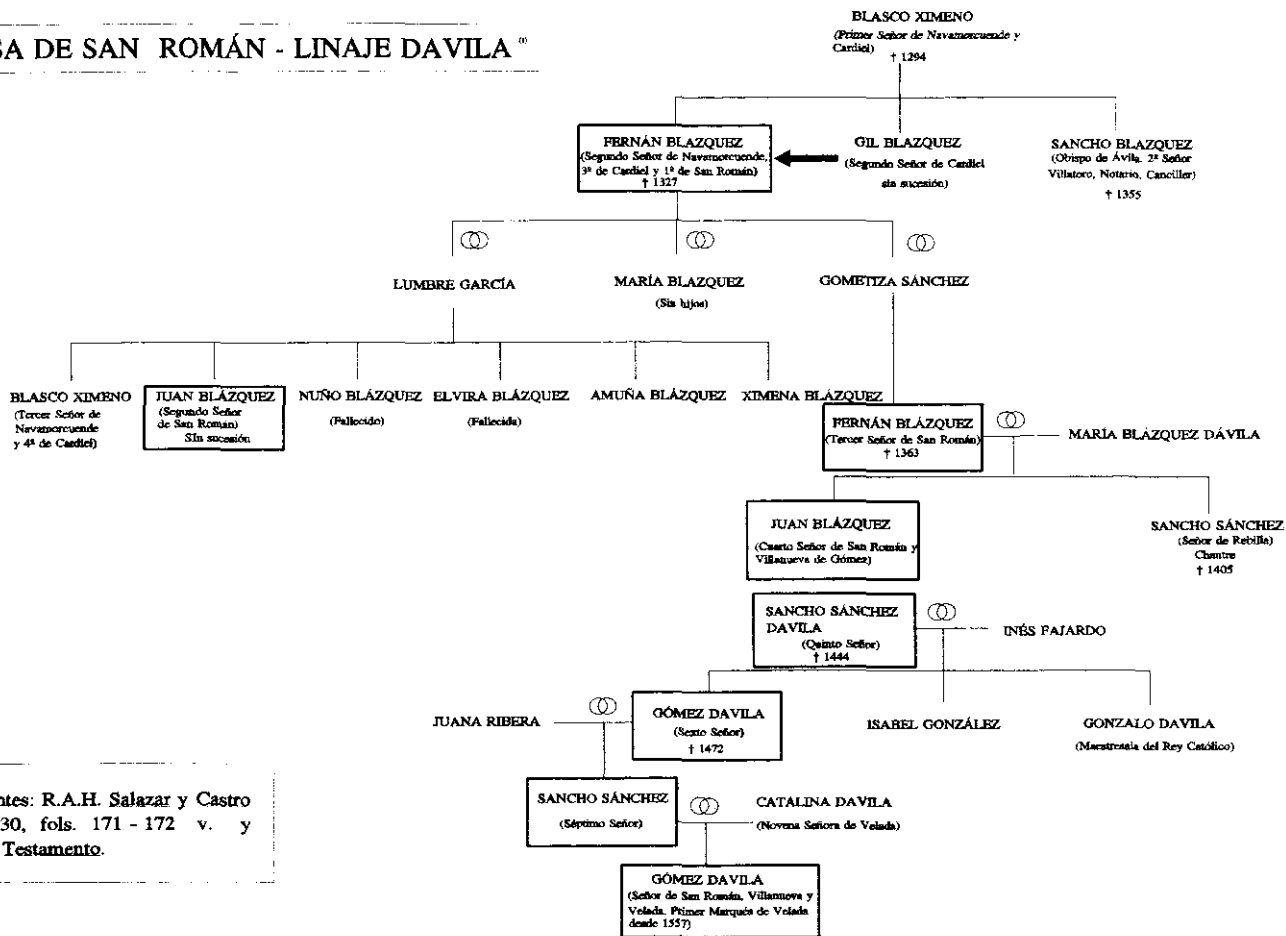 SA DE SAN ROMÁN - LINAJE DAVILA (1)
BLASCO XIMENO
(Primer Señor de Navamorcuende y
Cardiel)
† 1294
FERNÁN BLAZQUEZ
(Segundo Señor de Navamorcuende,
3º de Cardiel y 1º de San Román)
† 1327
GIL BLAZQUEZ
(Segundo Señor de Cardiel
sin sucesión)
SANCHO BLAZQUEZ
(Obispo de Ávila. 2º Señor
Villatoro, Notario, Canciller)
† 1355
LUMBRE GARCÍA
MARÍA BLAZQUEZ
(Sin hijos)
GOMETIZA SÁNCHEZ
BLASCO XIMENO
(Tercer Señor de
Navamorcuende
y 4º de Cardiel)
JUAN BLÁZQUEZ
(Segundo Señor
de San Román)
SIn sucesión
NUÑO BLÁZQUEZ
(Fallecido)
ELVIRA BLÁZQUEZ
(Fallecida)
AMUÑA BLÁZQUEZ
XIMENA BLÁZQUEZ
FERNÁN BLÁZQUEZ
(Tercer Señor de San Román)
† 1363
MARÍA BLÁZQUEZ DÁVILA
JUAN BLÁZQUEZ
(Cuarto Señor de San Román y
Villanueva de Gómez)
SANCHO SÁNCHEZ
(Señor de Rebilla)
Chantre
† 1405
SANCHO SÁNCHEZ
DAVILA
(Quinto Señor)
† 1444
INÉS FAJARDO
JUANA RIBERA
GÓMEZ DAVILA
(Sexto Señor)
† 1472
ISABEL GONZÁLEZ
GONZALO DAVILA
(Maestresala del Rey Católico)
SANCHO SÁNCHEZ
(Séptimo Señor)
CATALINA DAVILA
(Novena Señora de Velada)
GÓMEZ DAVILA
(Señor de San Román, Villanueva y
Velada. Primer Marqués de Velada
desde 1557)
ntes: R.A.H. Salazar y Castro
30, fols. 171 - 172 v. y
Testamento.